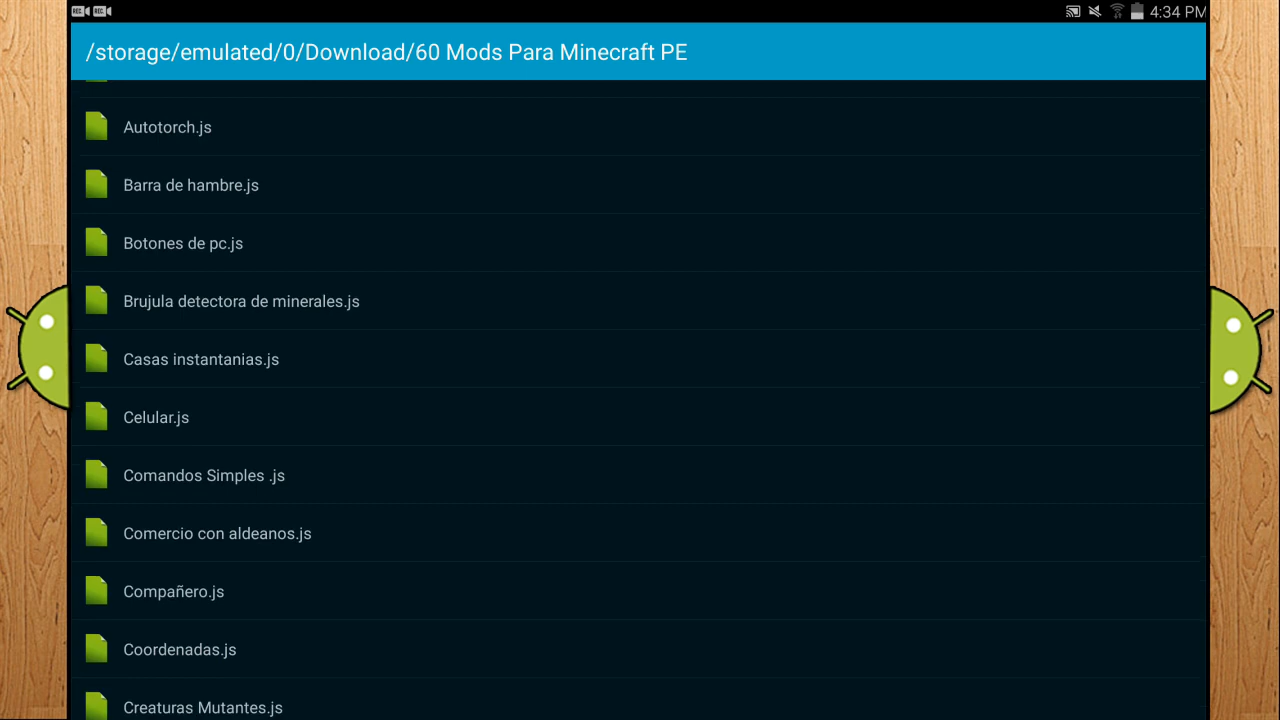 REC REC 4:34 PM
/storage/emulated/0/Download/60 Mods Para Minecraft PE
Autotorch.js
Barra de hambre.js
Botones de pc.js
Brujula detectora de minerales.js
Casas instantanias.js
Celular.js
Comandos Simples .js
Comercio con aldeanos.js
Compañero.js
Coordenadas.js
Creaturas Mutantes.js